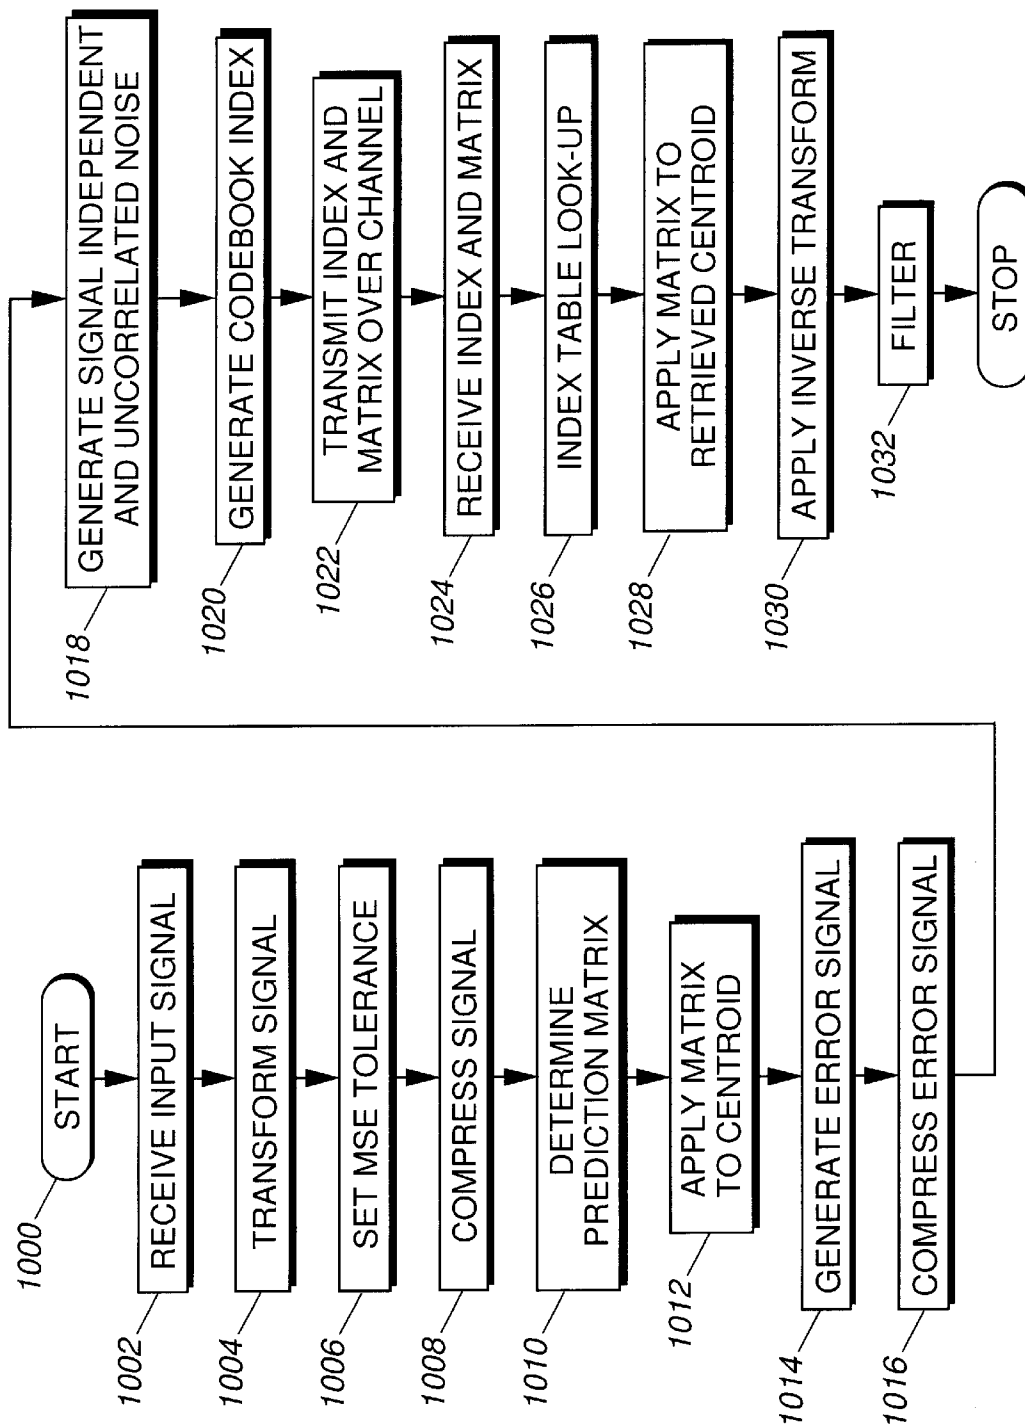 START
1000
RECEIVE INPUT SIGNAL
1002
TRANSFORM SIGNAL
1004
SET MSE TOLERANCE
1006
COMPRESS SIGNAL
1008
DETERMINE
PREDICTION MATRIX
1010
APPLY MATRIX
TO CENTROID
1012
GENERATE ERROR SIGNAL
1014
COMPRESS ERROR SIGNAL
1016
GENERATE SIGNAL INDEPENDENT
AND UNCORRELATED NOISE
1018
GENERATE CODEBOOK INDEX
1020
TRANSMIT INDEX AND
MATRIX OVER CHANNEL
1022
RECEIVE INDEX AND MATRIX
1024
INDEX TABLE LOOK-UP
1026
APPLY MATRIX TO
RETRIEVED CENTROID
1028
APPLY INVERSE TRANSFORM
1030
FILTER
1032
STOP